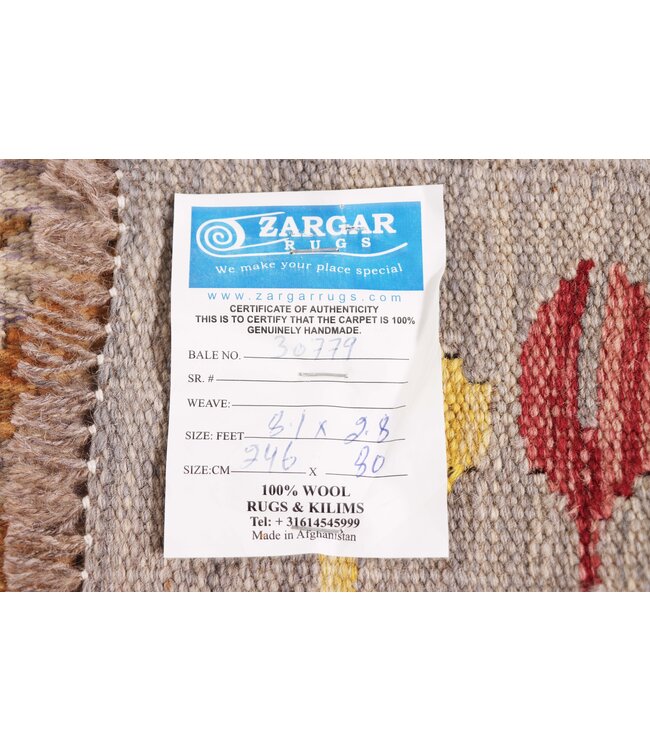 ZARGAR
RUGS
We make your place special
www.zargarrugs.com
CERTIFICATE OF AUTHENTICITY
THIS IS TO CERTIFY THAT THE CARPET IS 100%
GENUINELY HANDMADE.
BALE NO. 30779
SR. #
WEAVE:
SIZE: FEET 8.1 x 2.8
SIZE:CM 246 X 80
100% WOOL
RUGS & KILIMS
Tel: + 31614545999
Made in Afghanistan